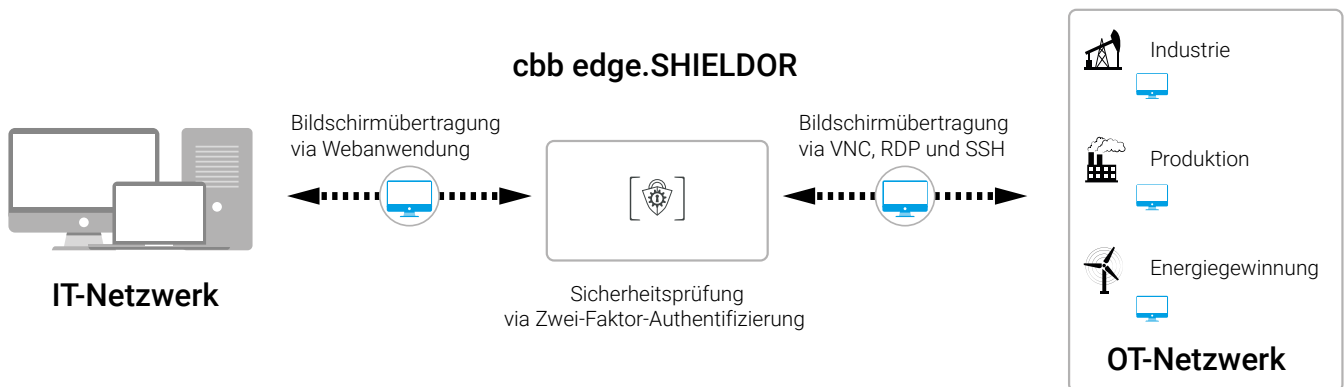 cbb edge.SHIELDOR
Bildschirmübertragung
via Webanwendung
Bildschirmübertragung
via VNC, RDP und SSH
IT-Netzwerk
Sicherheitsprüfung
via Zwei-Faktor-Authentifizierung
Industrie
Produktion
Energiegewinnung
OT-Netzwerk